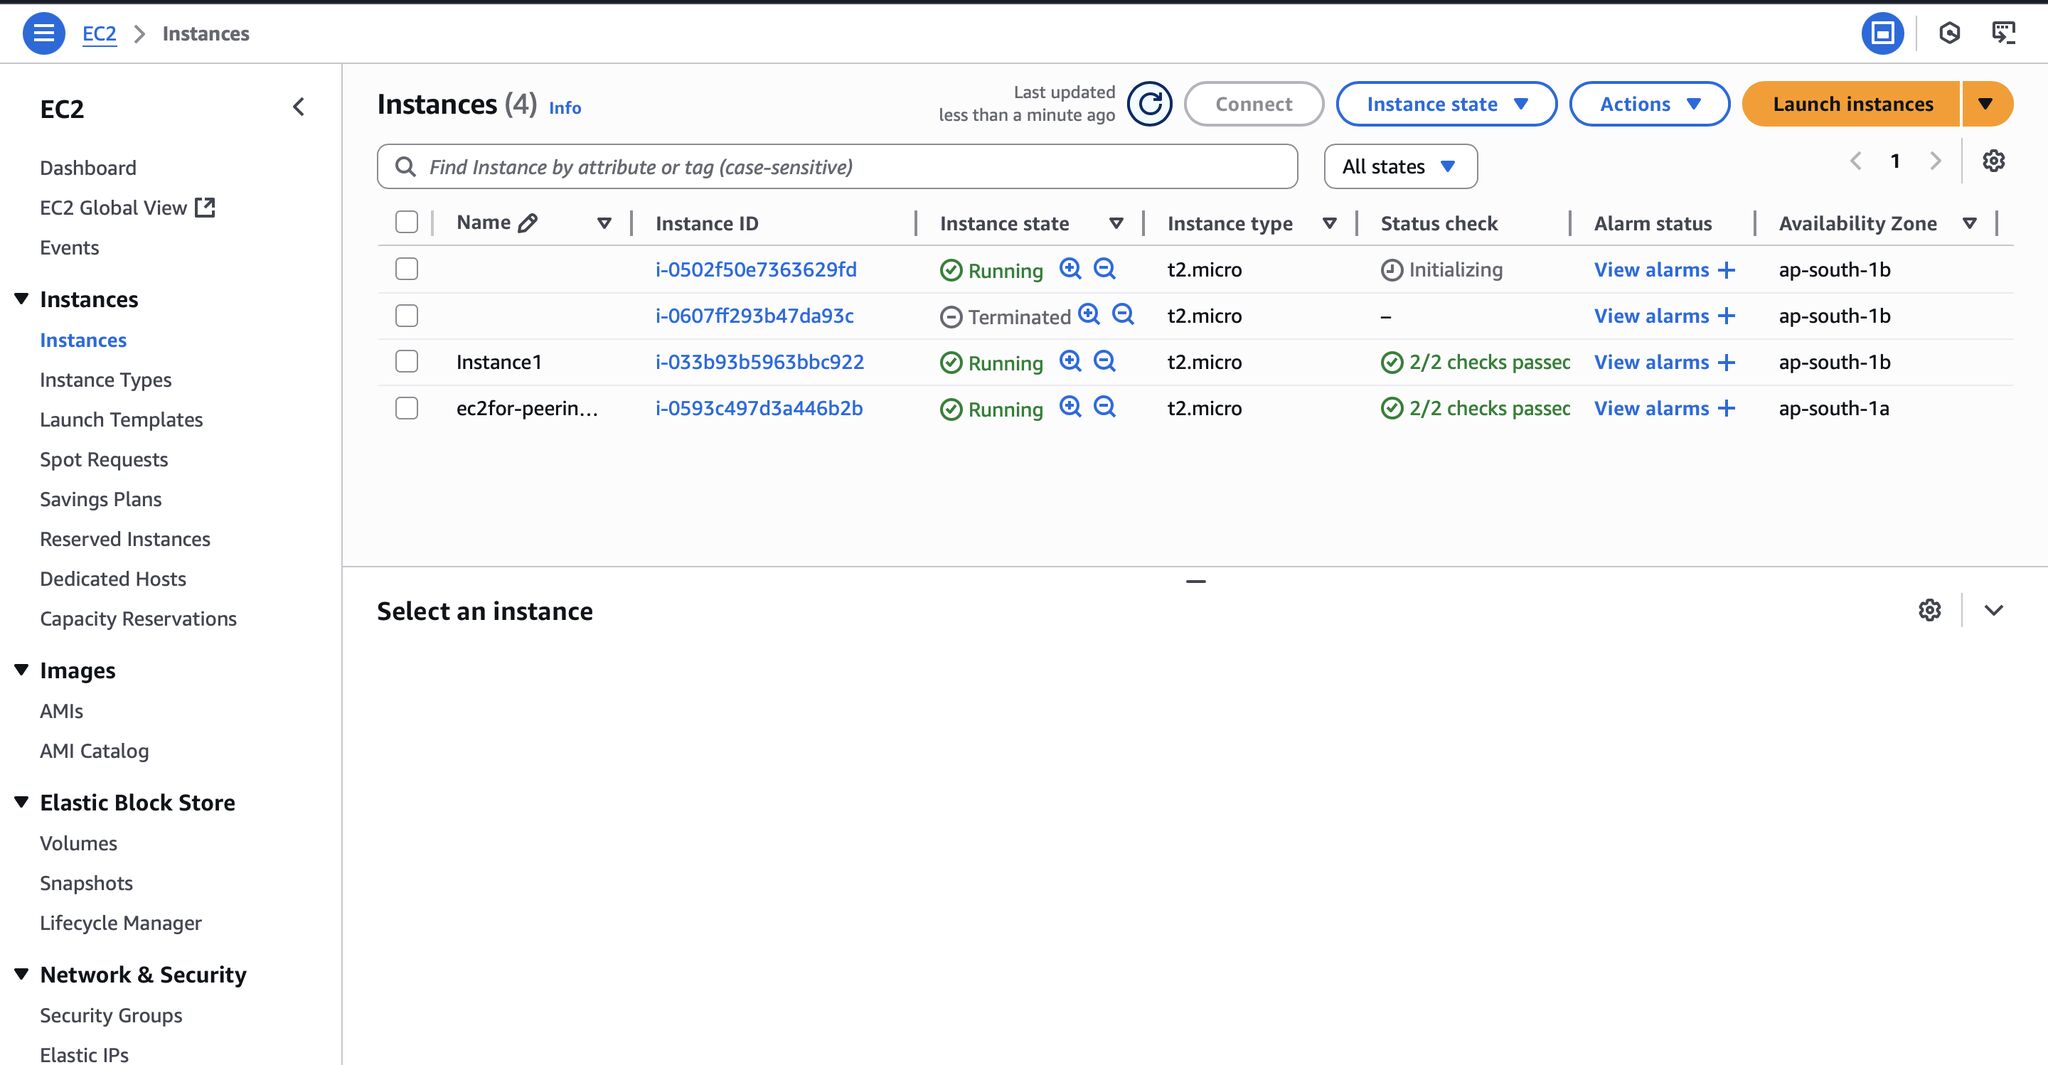 EC2 > Instances
EC2
Dashboard
EC2 Global View
Events
Instances
Instances
Instance Types
Launch Templates
Spot Requests
Savings Plans
Reserved Instances
Dedicated Hosts
Capacity Reservations
Images
AMIs
AMI Catalog
Elastic Block Store
Volumes
Snapshots
Lifecycle Manager
Network & Security
Security Groups
Elastic IPs
Instances (4) Info
Last updated
less than a minute ago
Connect
Instance state
Actions
Launch instances
Find Instance by attribute or tag (case-sensitive)
All states
1
Name Instance ID Instance state Instance type Status check Alarm status Availability Zone
i-0502f50e7363629fd Running t2.micro Initializing View alarms + ap-south-1b
i-0607ff293b47da93c Terminated t2.micro – View alarms + ap-south-1b
Instance1 i-033b93b5963bbc922 Running t2.micro 2/2 checks passec View alarms + ap-south-1b
ec2for-peerin... i-0593c497d3a446b2b Running t2.micro 2/2 checks passec View alarms + ap-south-1a
Select an instance